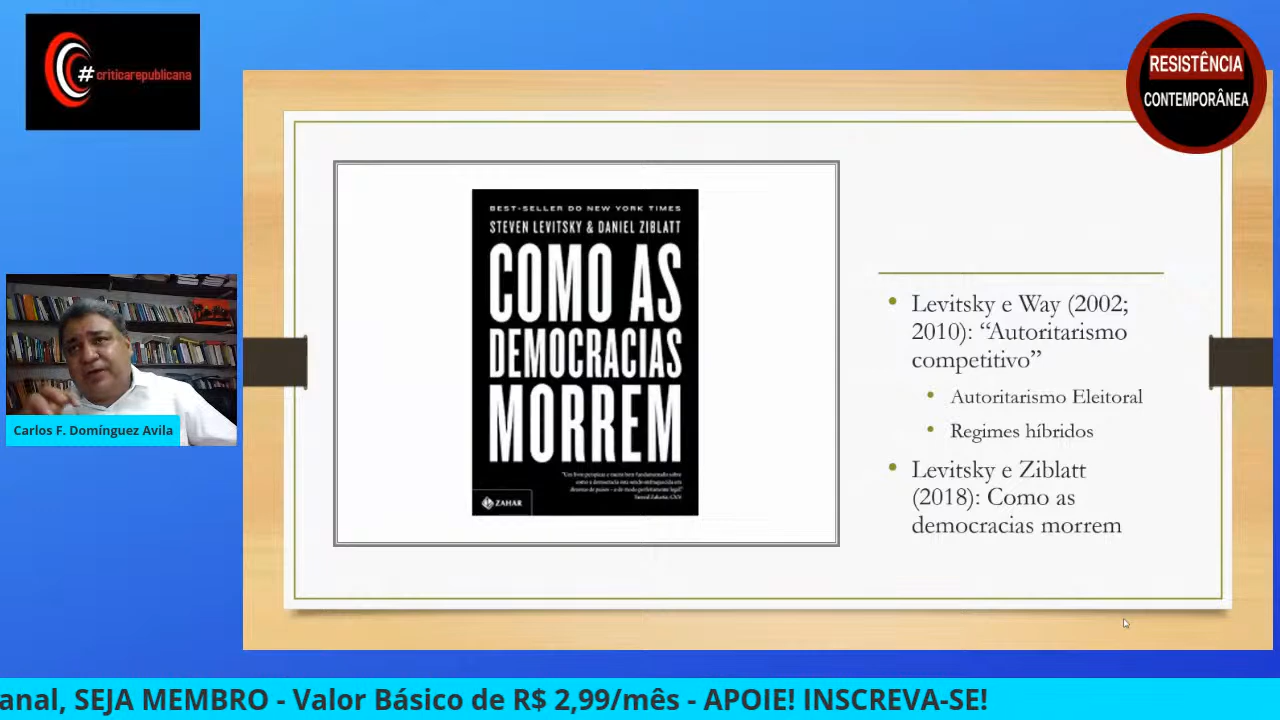 #criticarepublicana
RESISTÊNCIA
CONTEMPORÂNEA
BEST-SELLER DO NEW YORK TIMES
STEVEN LEVITSKY & DANIEL ZIBLATT
COMO AS
DEMOCRACIAS
MORREM
ZAHAR
• Levitsky e Way (2002;
2010): “Autoritarismo
competitivo”
• Autoritarismo Eleitoral
• Regimes híbridos
• Levitsky e Ziblatt
(2018): Como as
democracias morrem
Carlos F. Domínguez Avila
anal, SEJA MEMBRO - Valor Básico de R$ 2,99/mês - APOIE! INSCREVA-SE!